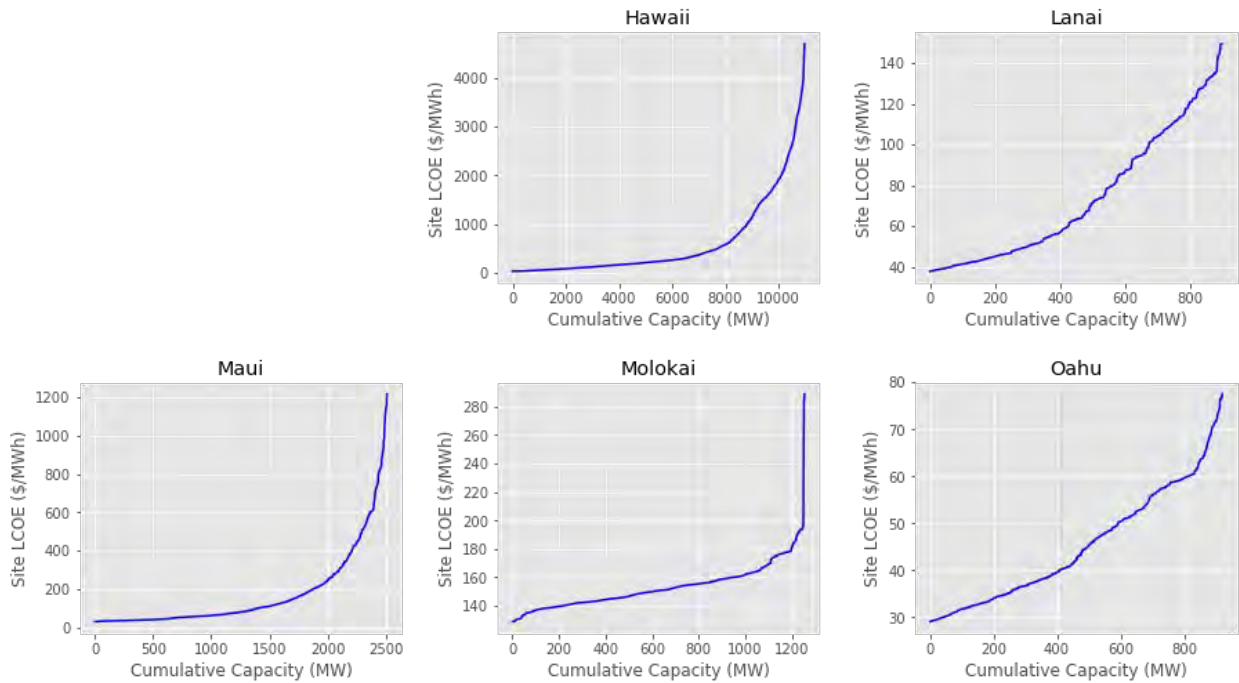 Hawaii
Site LCOE ($/MWh)
4000
3000
2000
1000
0
0 2000 4000 6000 8000 10000
Cumulative Capacity (MW)
Lanai
Site LCOE ($/MWh)
140
120
100
80
60
40
0 200 400 600 800
Cumulative Capacity (MW)
Maui
Site LCOE ($/MWh)
1200
1000
800
600
400
200
0
0 500 1000 1500 2000 2500
Cumulative Capacity (MW)
Molokai
Site LCOE ($/MWh)
280
260
240
220
200
180
160
140
0 200 400 600 800 1000 1200
Cumulative Capacity (MW)
Oahu
Site LCOE ($/MWh)
80
70
60
50
40
30
0 200 400 600 800
Cumulative Capacity (MW)